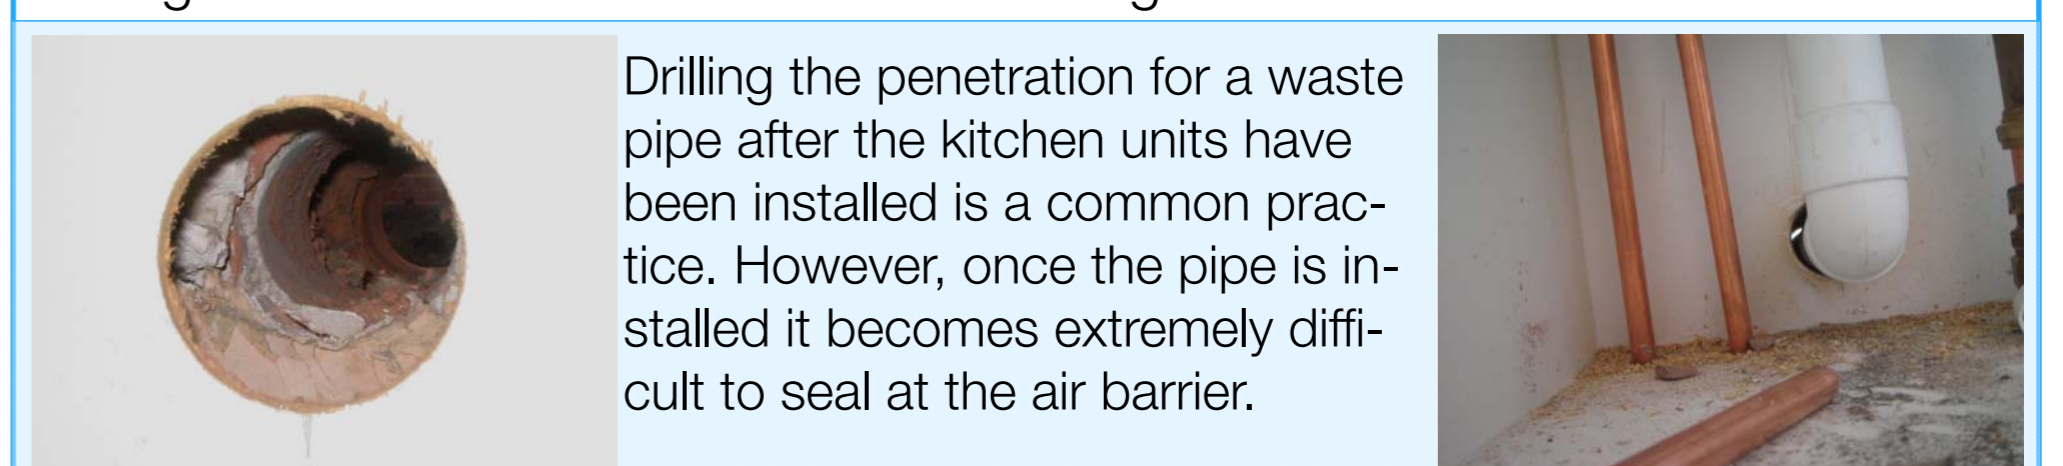 Drilling the penetration for a waste
pipe after the kitchen units have
been installed is a common prac-
tice. However, once the pipe is in-
stalled it becomes extremely diffi-
cult to seal at the air barrier.